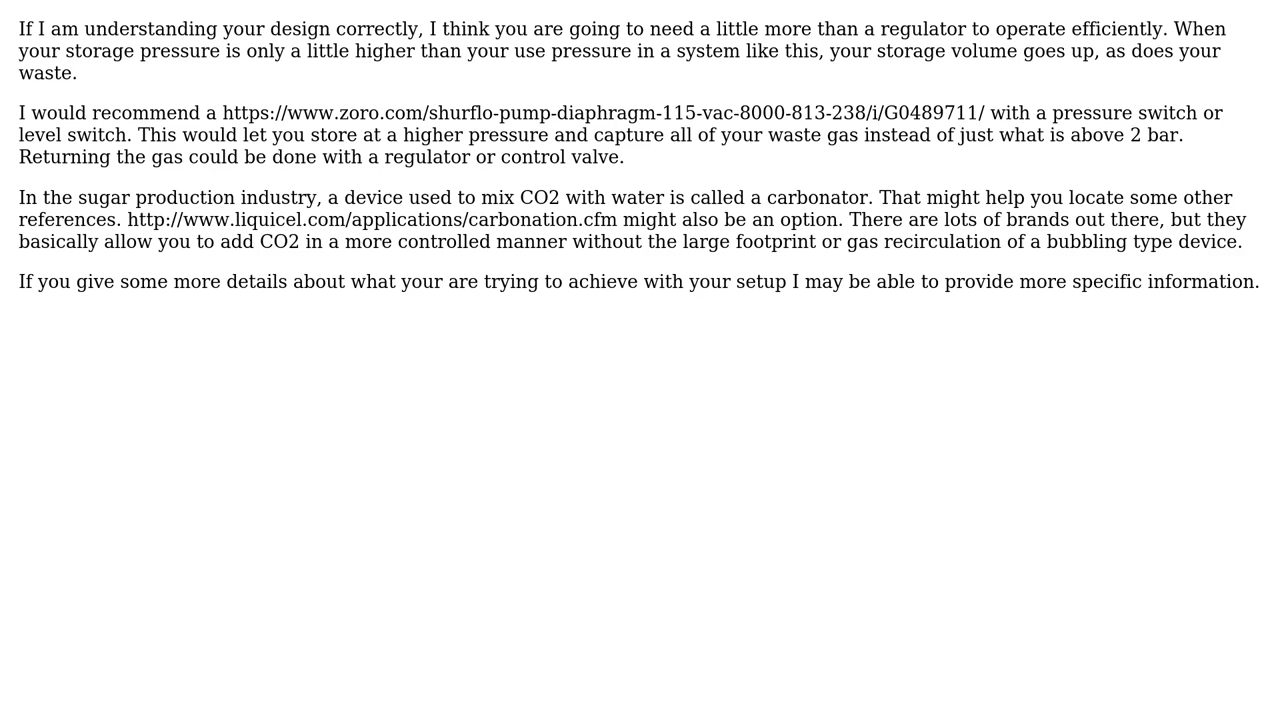 If I am understanding your design correctly, I think you are going to need a little more than a regulator to operate efficiently. When
your storage pressure is only a little higher than your use pressure in a system like this, your storage volume goes up, as does your
waste.
I would recommend a https://www.zoro.com/shurflo-pump-diaphragm-115-vac-8000-813-238/i/G0489711/ with a pressure switch or
level switch. This would let you store at a higher pressure and capture all of your waste gas instead of just what is above 2 bar.
Returning the gas could be done with a regulator or control valve.
In the sugar production industry, a device used to mix CO2 with water is called a carbonator. That might help you locate some other
references. http://www.liquicel.com/applications/carbonation.cfm might also be an option. There are lots of brands out there, but they
basically allow you to add CO2 in a more controlled manner without the large footprint or gas recirculation of a bubbling type device.
If you give some more details about what your are trying to achieve with your setup I may be able to provide more specific information.